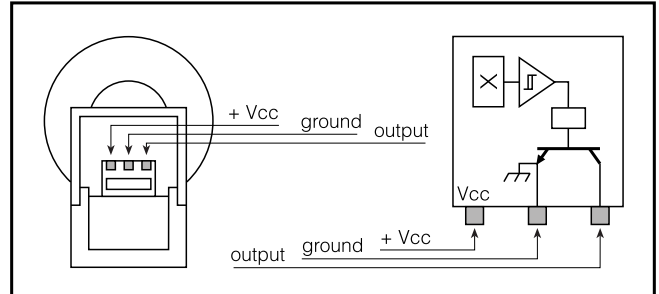 + Vcc
ground
output
X
Vcc
+ Vcc
ground
output